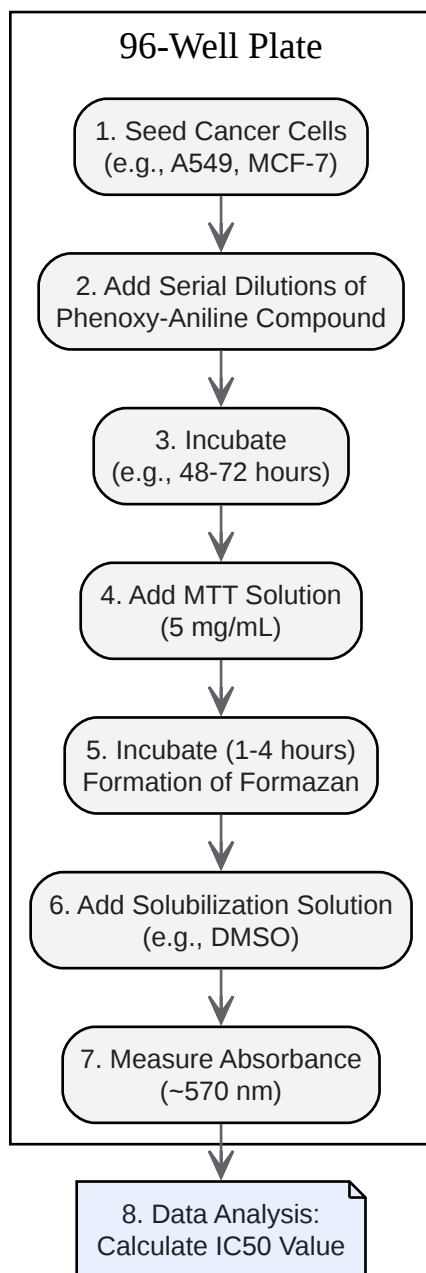 96-Well Plate
1. Seed Cancer Cells
(e.g., A549, MCF-7)
2. Add Serial Dilutions of
Phenoxy-Aniline Compound
3. Incubate
(e.g., 48-72 hours)
4. Add MTT Solution
(5 mg/mL)
5. Incubate (1-4 hours)
Formation of Formazan
6. Add Solubilization Solution
(e.g., DMSO)
7. Measure Absorbance
(~570 nm)
8. Data Analysis:
Calculate IC50 Value